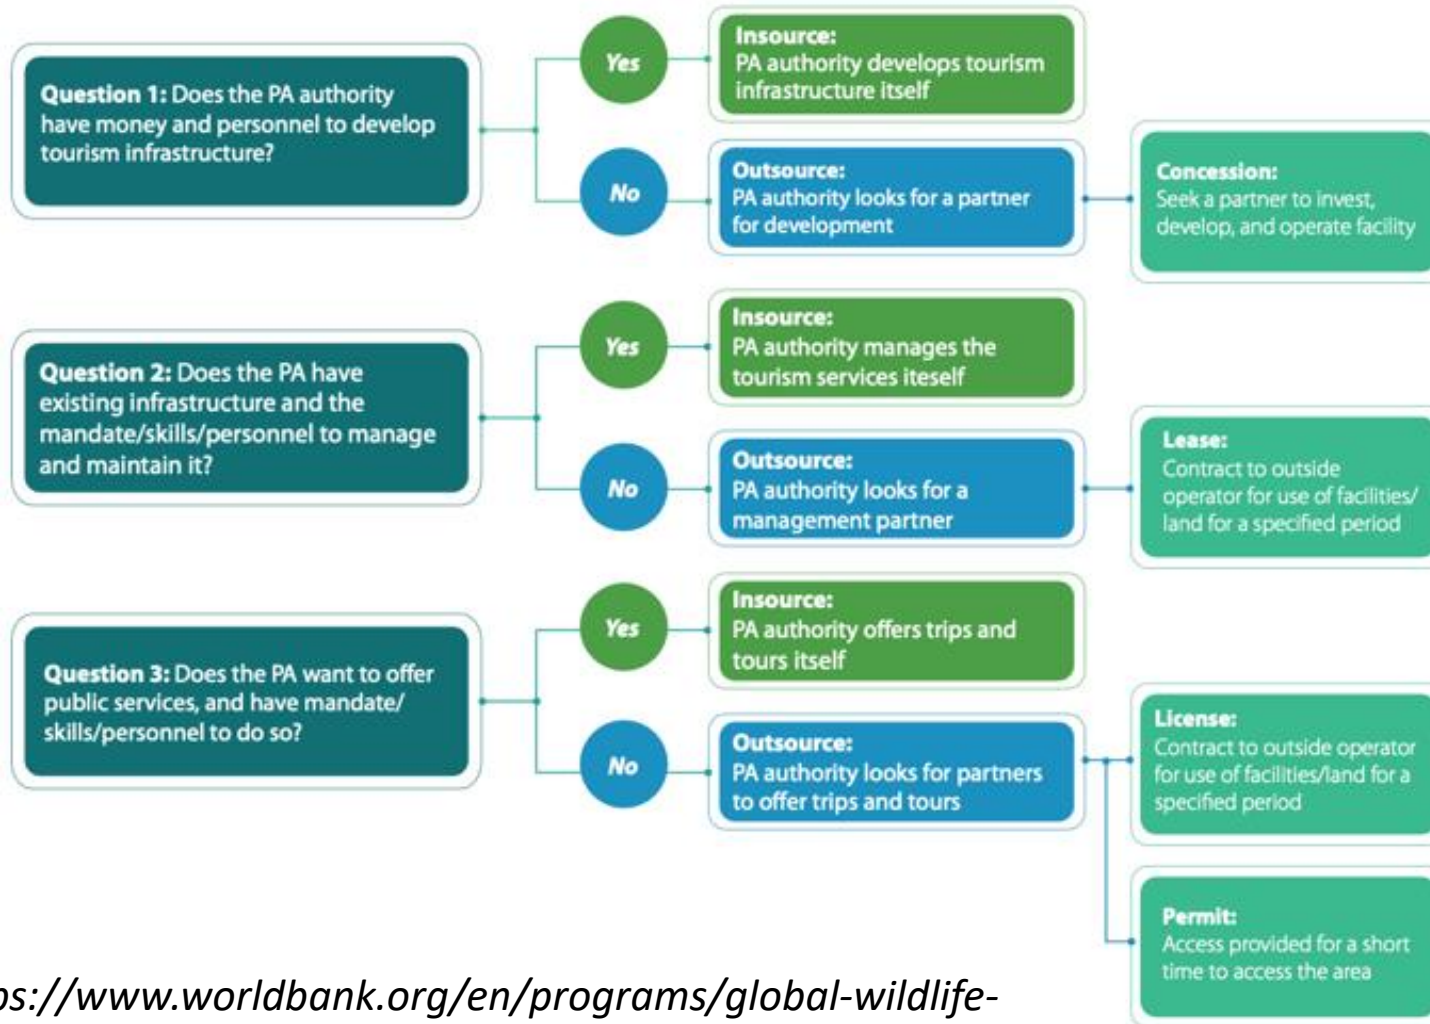 Question 1: Does the PA authority
have money and personnel to develop
tourism infrastructure?
Yes
Insource:
PA authority develops tourism
infrastructure itself
No
Outsource:
PA authority looks for a partner
for development
Concession:
Seek a partner to invest,
develop, and operate facility
Question 2: Does the PA have
existing infrastructure and the
mandate/skills/personnel to manage
and maintain it?
Yes
Insource:
PA authority manages the
tourism services iteself
No
Outsource:
PA authority looks for a
management partner
Lease:
Contract to outside
operator for use of facilities/
land for a specified period
Question 3: Does the PA want to offer
public services, and have mandate/
skills/personnel to do so?
Yes
Insource:
PA authority offers trips and
tours itself
No
Outsource:
PA authority looks for partners
to offer trips and tours
License:
Contract to outside operator
for use of facilities/land for a
specified period
Permit:
Access provided for a short
time to access the area
ps://www.worldbank.org/en/programs/global-wildlife-